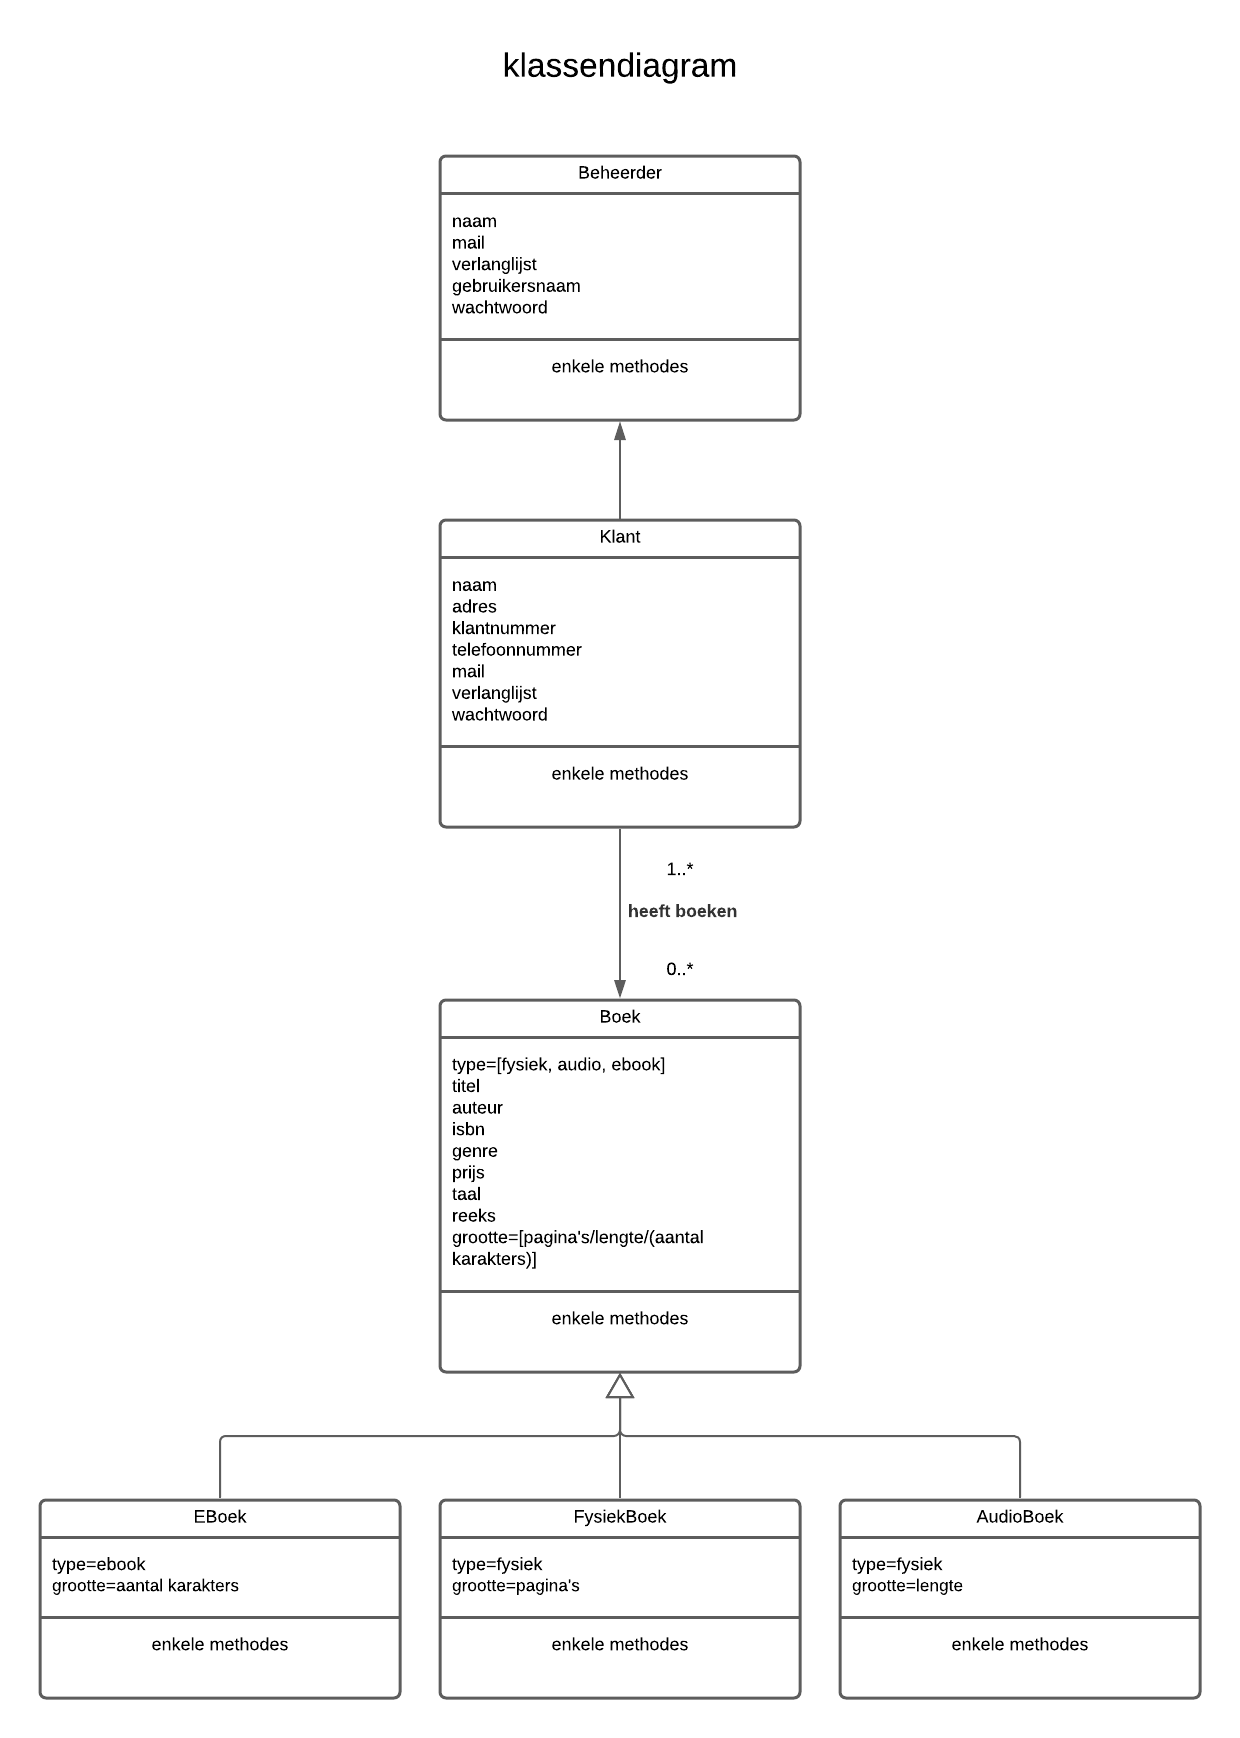 klassendiagram
Beheerder
naam
mail
verlanglijst
gebruikersnaam
wachtwoord
enkele methodes
Klant
naam
adres
klantnummer
telefoonnummer
mail
verlanglijst
wachtwoord
enkele methodes
1..*
heeft boeken
0..*
Boek
type=[fysiek, audio, ebook]
titel
auteur
isbn
genre
prijs
taal
reeks
grootte=[pagina's/lengte/(aantal
karakters)]
enkele methodes
EBoek
type=ebook
grootte=aantal karakters
enkele methodes
FysiekBoek
type=fysiek
grootte=pagina's
enkele methodes
AudioBoek
type=fysiek
grootte=lengte
enkele methodes